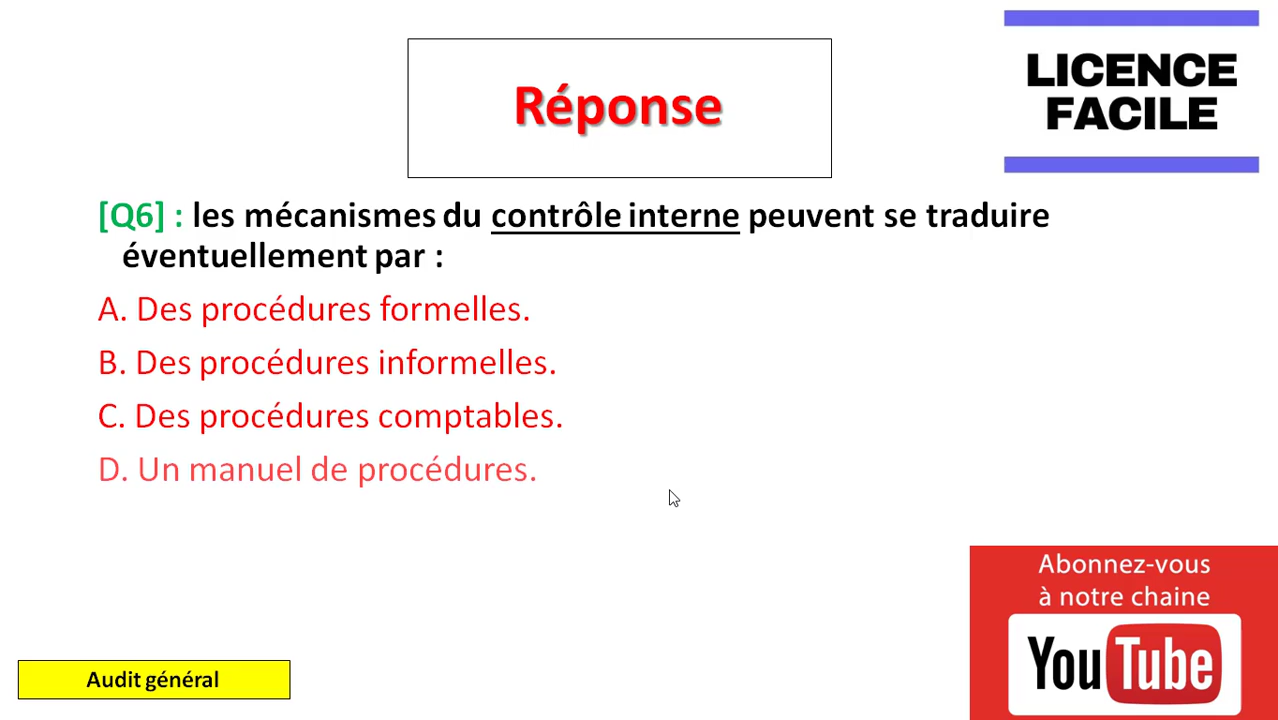 LICENCE
FACILE
Réponse
[Q6] : les mécanismes du contrôle interne peuvent se traduire
éventuellement par :
A. Des procédures formelles.
B. Des procédures informelles.
C. Des procédures comptables.
D. Un manuel de procédures.
Abonnez-vous
à notre chaine
YouTube
Audit général